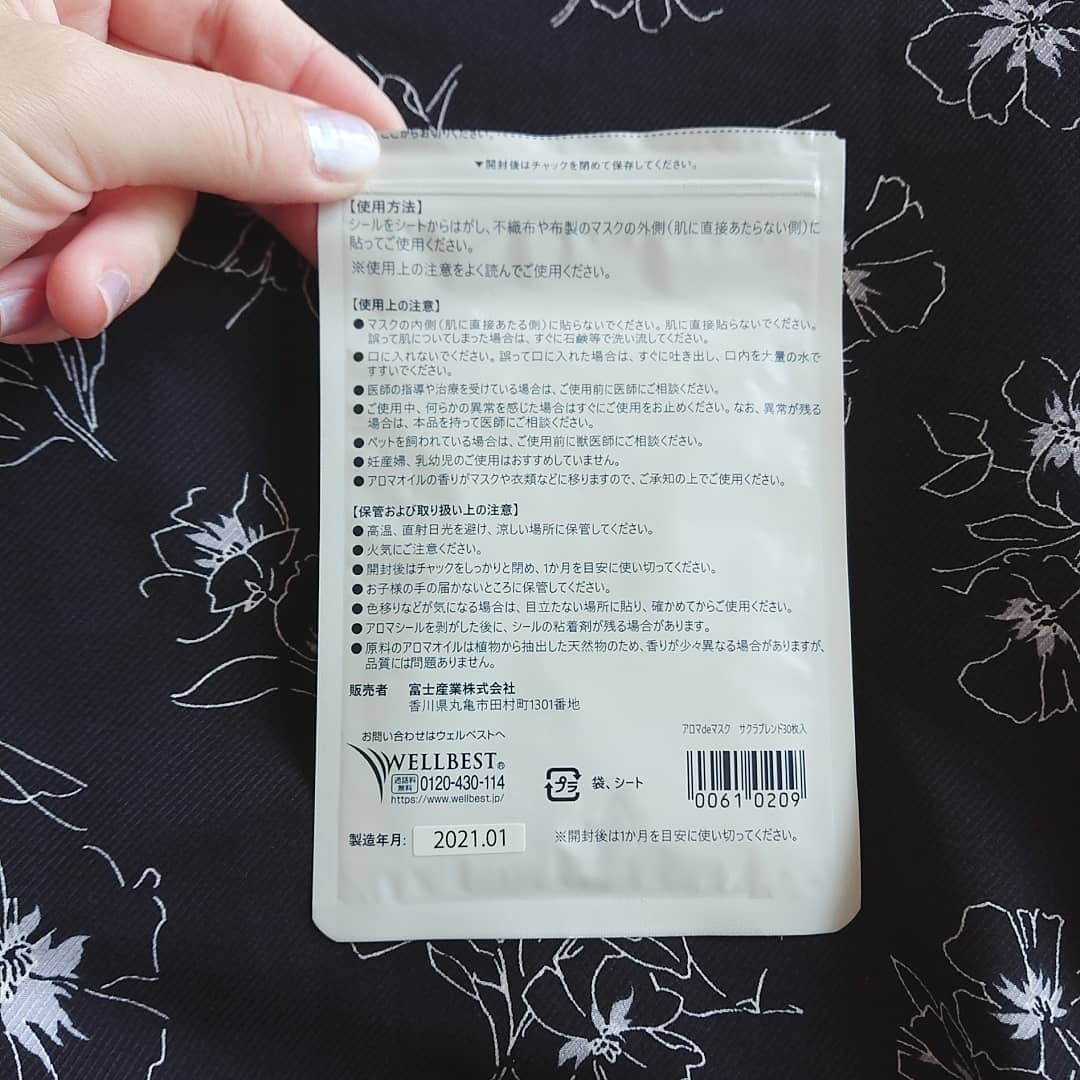 ここからお切りください。
▼開封後はチャックを閉めて保存してください。
【使用方法】
シールをシートからはがし、不織布や布製のマスクの外側（肌に直接あたらない側）に
貼ってご使用ください。
※使用上の注意をよく読んでご使用ください。
【使用上の注意】
●マスクの内側（肌に直接あたる側）に貼らないでください。肌に直接貼らないでください。
誤って肌についてしまった場合は、すぐに石鹸等で洗い流してください。
●口に入れないでください。誤って口に入れた場合は、すぐに吐き出し、口内を大量の水で
すすいでください。
●医師の指導や治療を受けている場合は、ご使用前に医師にご相談ください。
●ご使用中、何らかの異常を感じた場合はすぐにご使用をお止めください。なお、異常が残る
場合は、本品を持って医師にご相談ください。
●ペットを飼われている場合は、ご使用前に獣医師にご相談ください。
●妊産婦、乳幼児のご使用はおすすめしていません。
●アロマオイルの香りがマスクや衣類などに移りますので、ご承知の上でご使用ください。
【保管および取り扱い上の注意】
●高温、直射日光を避け、涼しい場所に保管してください。
●火気にご注意ください。
●開封後はチャックをしっかりと閉め、1か月を目安に使い切ってください。
●お子様の手の届かないところに保管してください。
●色移りなどが気になる場合は、目立たない場所に貼り、確かめてからご使用ください。
●アロマシールを剥がした後に、シールの粘着剤が残る場合があります。
●原料のアロマオイルは植物から抽出した天然物のため、香りが少々異なる場合がありますが、
品質には問題ありません。
販売者 富士産業株式会社
香川県丸亀市田村町1301番地
お問い合わせはウェルベストへ
WELLBEST®
通話料無料 0120-430-114
https://www.wellbest.jp/
プラ 袋、シート
アロマdeマスク サクラブレンド30枚入
0061 0209
製造年月: 2021.01
※開封後は1か月を目安に使い切ってください。